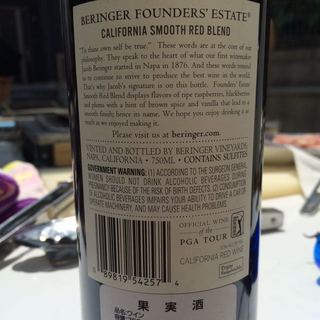 BERINGER FOUNDERS' ESTATE®
CALIFORNIA SMOOTH RED BLEND
"To thine own self be true." These words are at the core of our
philosophy. They speak to the heart of what our first winemaker
Jacob Beringer started in Napa in 1876. And these words remind
us to continue to strive to produce the best wine in the world.
That's why Jacob's signature is on this bottle. Founders' Estate
Smooth Red Blend displays flavors of ripe raspberries, blackberries
and plums with a hint of brown spice and vanilla that lead to a
smooth family; hence its name. We hope you enjoy drinking it as
much as we enjoyed making it.
Please visit us at beringer.com.
VINTED AND BOTTLED BY BERINGER VINEYARDS,
NAPA, CALIFORNIA • 750ML • CONTAINS SULFITES
GOVERNMENT WARNING: (1) ACCORDING TO THE SURGEON GENERAL,
WOMEN SHOULD NOT DRINK ALCOHOLIC BEVERAGES DURING
PREGNANCY BECAUSE OF THE RISK OF BIRTH DEFECTS. (2) CONSUMPTION
OF ALCOHOLIC BEVERAGES IMPAIRS YOUR ABILITY TO DRIVE A CAR OR
OPERATE MACHINERY, AND MAY CAUSE HEALTH PROBLEMS.
OFFICIAL WINE
of the
PGA TOUR
CALIFORNIA RED WINE
Enjoy
0 89819 54257 4
果実酒
品名/ワイン